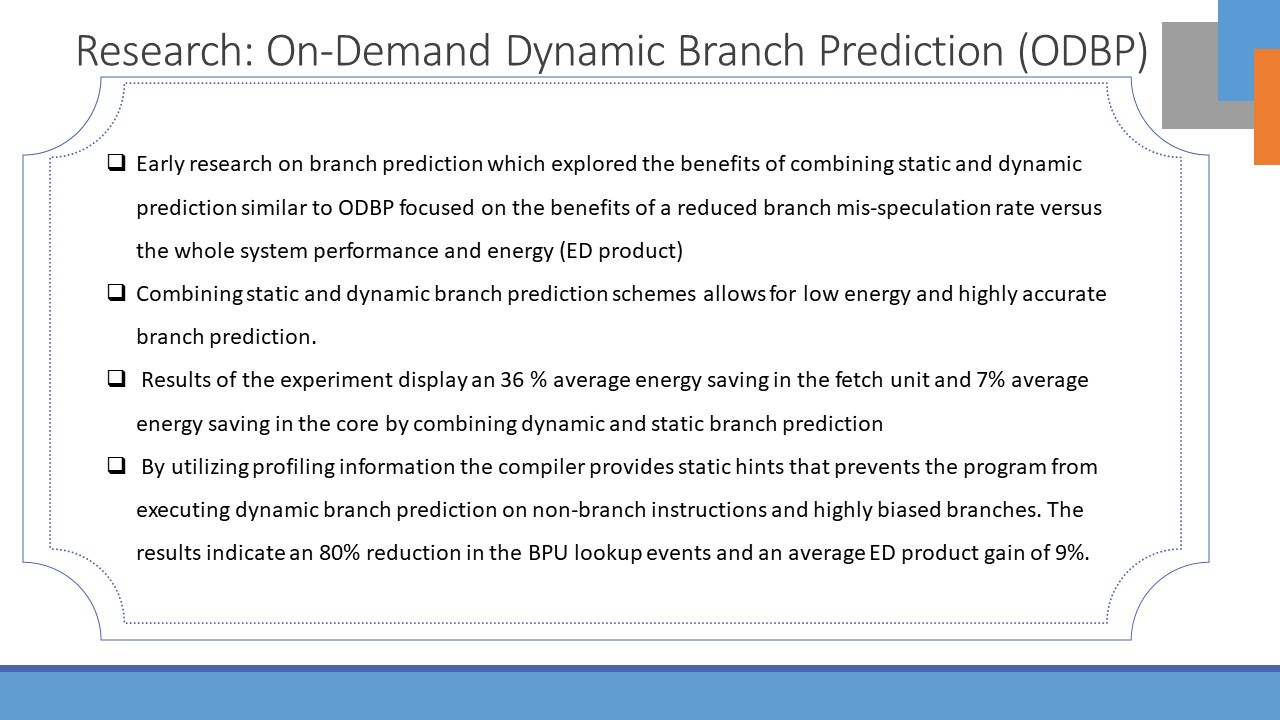 Research: On-Demand Dynamic Branch Prediction (ODBP)
❑ Early research on branch prediction which explored the benefits of combining static and dynamic
prediction similar to ODBP focused on the benefits of a reduced branch mis-speculation rate versus
the whole system performance and energy (ED product)
❑ Combining static and dynamic branch prediction schemes allows for low energy and highly accurate
branch prediction.
❑ Results of the experiment display an 36 % average energy saving in the fetch unit and 7% average
energy saving in the core by combining dynamic and static branch prediction
❑ By utilizing profiling information the compiler provides static hints that prevents the program from
executing dynamic branch prediction on non-branch instructions and highly biased branches. The
results indicate an 80% reduction in the BPU lookup events and an average ED product gain of 9%.